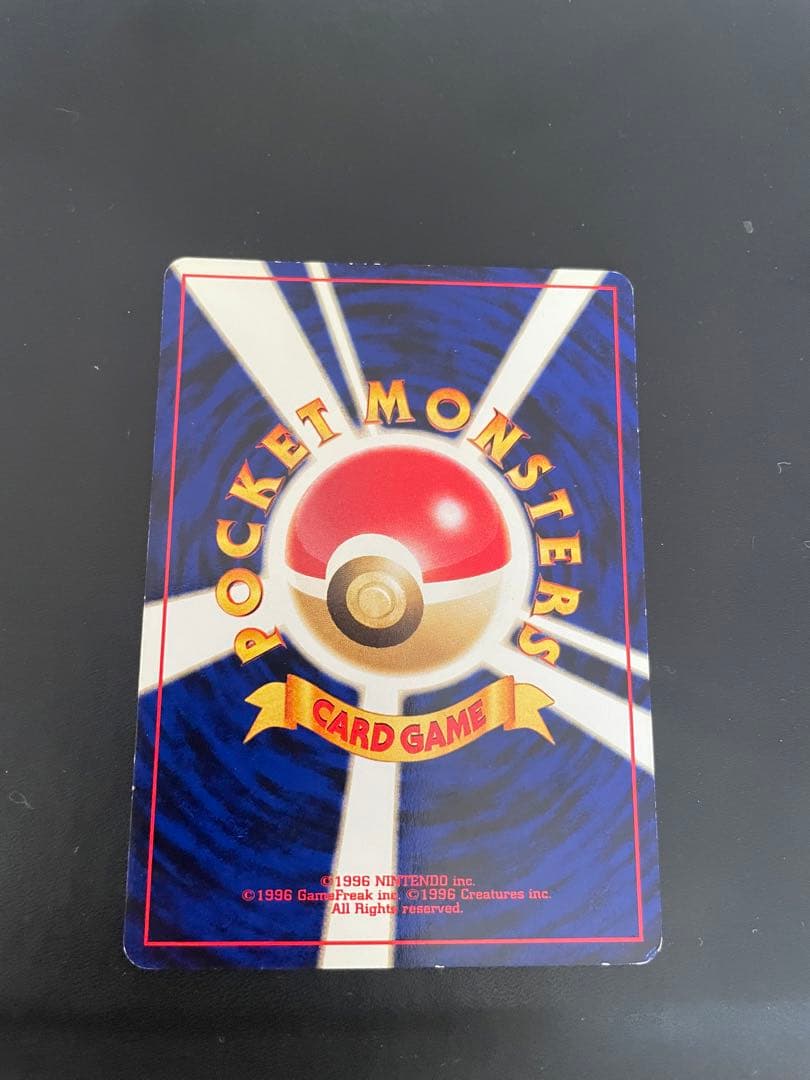 POCKET MONSTERS
CARD GAME
©1996 NINTENDO inc.
©1996 GameFreak inc. ©1996 Creatures inc.
All Rights reserved.